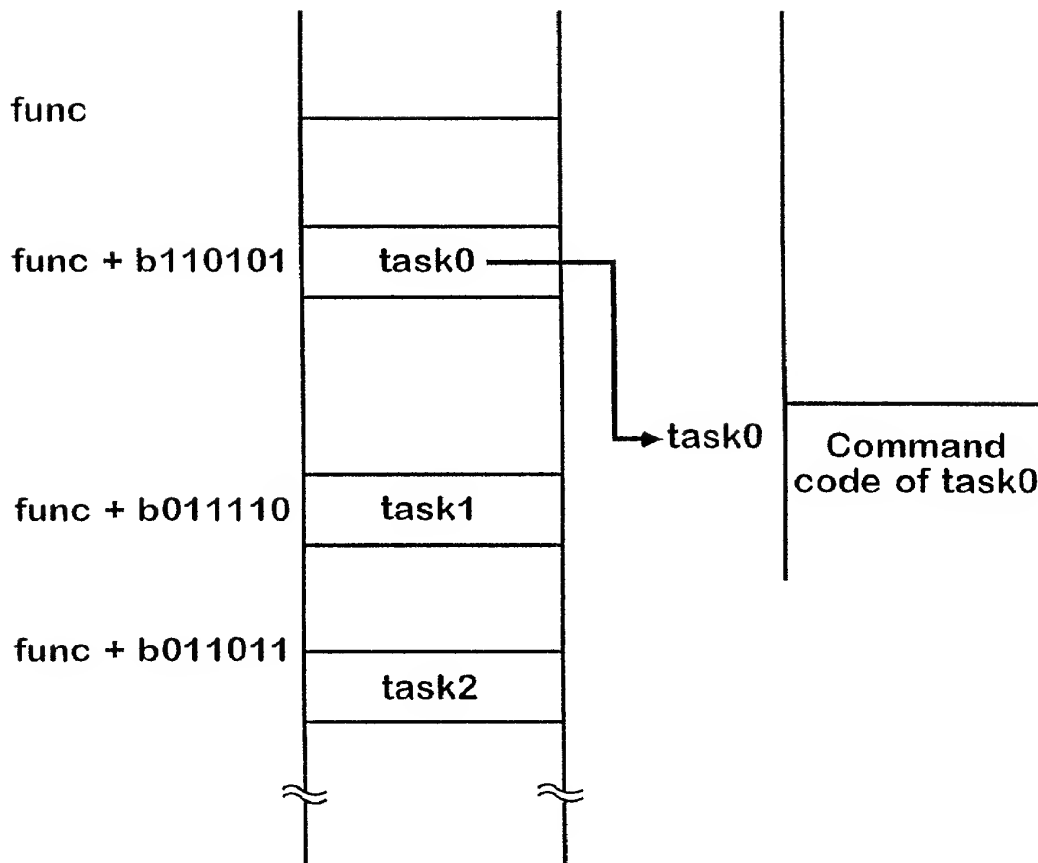 func
func + b110101
task0
task0
Command
code of task0
func + b011110
task1
func + b011011
task2